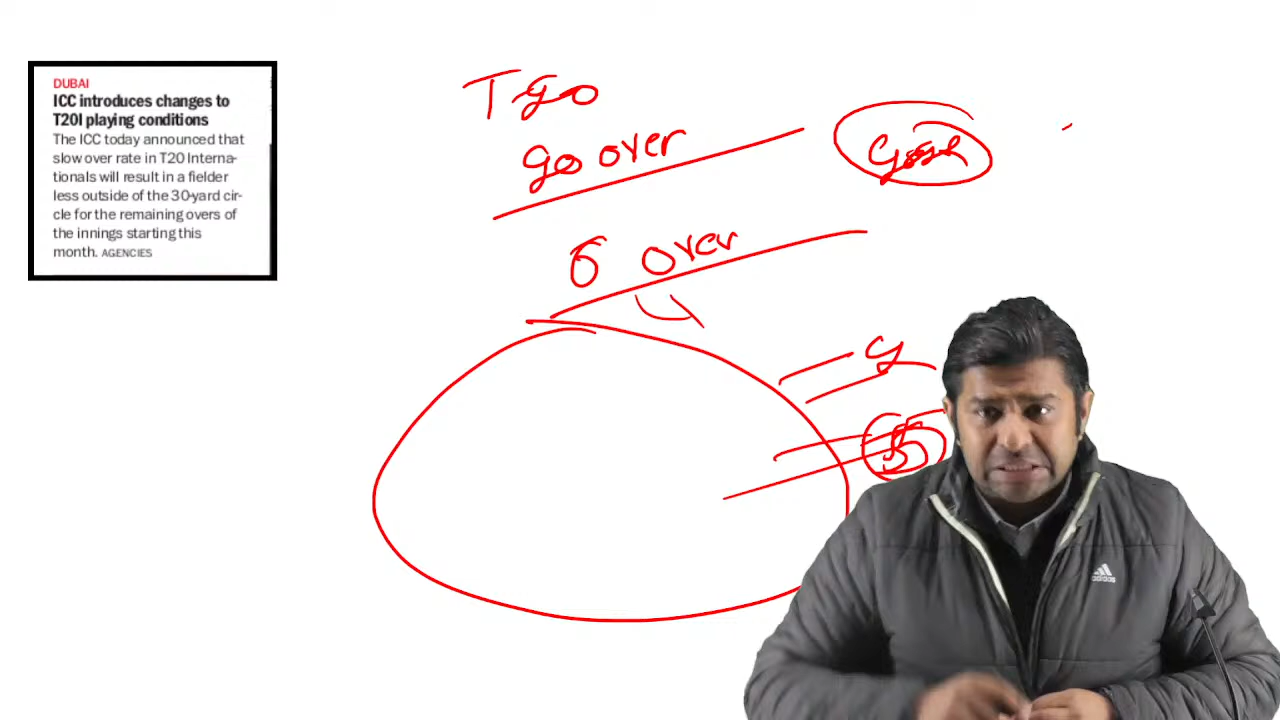 DUBAI
ICC introduces changes to
T20I playing conditions
The ICC today announced that
slow over rate in T20 Interna-
tionals will result in a fielder
less outside of the 30-yard cir-
cle for the remaining overs of
the innings starting this
month. AGENCIES
T 20
20 over
6 over
adidas